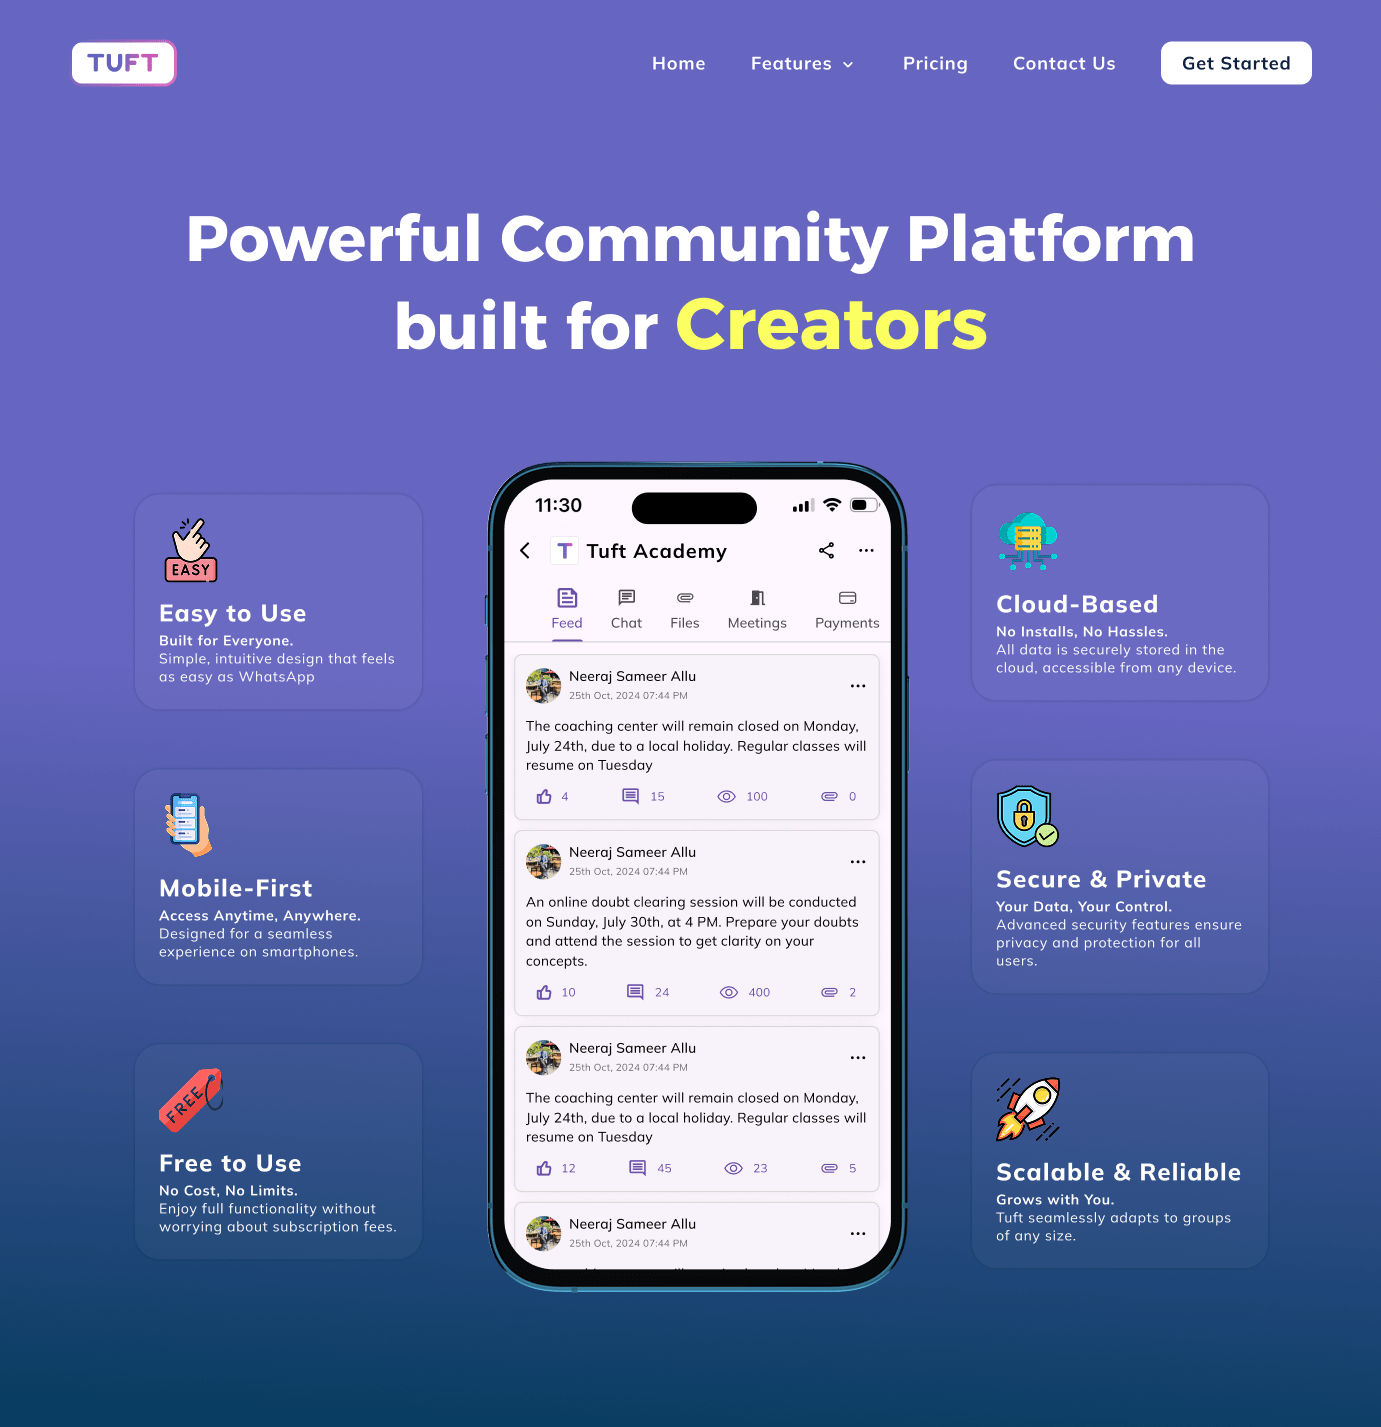 TUFT
Home
Features
Pricing
Contact Us
Get Started
Powerful Community Platform
built for Creators
EASY
Easy to Use
Built for Everyone.
Simple, intuitive design that feels
as easy as WhatsApp
Mobile-First
Access Anytime, Anywhere.
Designed for a seamless
experience on smartphones.
FREE
Free to Use
No Cost, No Limits.
Enjoy full functionality without
worrying about subscription fees.
11:30
T Tuft Academy
Feed Chat Files Meetings Payments
Neeraj Sameer Allu
25th Oct, 2024 07:44 PM
The coaching center will remain closed on Monday,
July 24th, due to a local holiday. Regular classes will
resume on Tuesday
4 15 100 0
Neeraj Sameer Allu
25th Oct, 2024 07:44 PM
An online doubt clearing session will be conducted
on Sunday, July 30th, at 4 PM. Prepare your doubts
and attend the session to get clarity on your
concepts.
10 24 400 2
Neeraj Sameer Allu
25th Oct, 2024 07:44 PM
The coaching center will remain closed on Monday,
July 24th, due to a local holiday. Regular classes will
resume on Tuesday
12 45 23 5
Neeraj Sameer Allu
25th Oct, 2024 07:44 PM
Cloud-Based
No Installs, No Hassles.
All data is securely stored in the
cloud, accessible from any device.
Secure & Private
Your Data, Your Control.
Advanced security features ensure
privacy and protection for all
users.
Scalable & Reliable
Grows with You.
Tuft seamlessly adapts to groups
of any size.